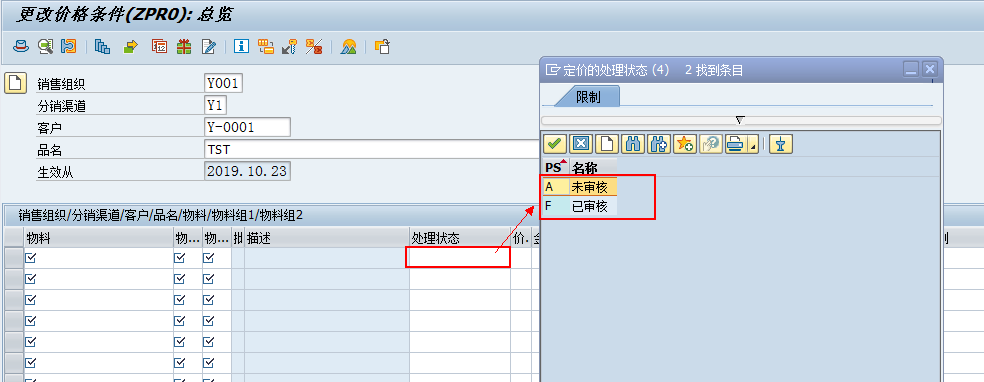 更改价格条件(ZPR0): 总览
销售组织 Y001
分销渠道 Y1
客户 Y-0001
品名 TST
生效从 2019.10.23
销售组织/分销渠道/客户/品名/物料/物料组1/物料组2
物料 物... 物... 描述 处理状态 价.
定价的处理状态 (4) 2 找到条目
限制
PS 名称
A 未审核
F 已审核